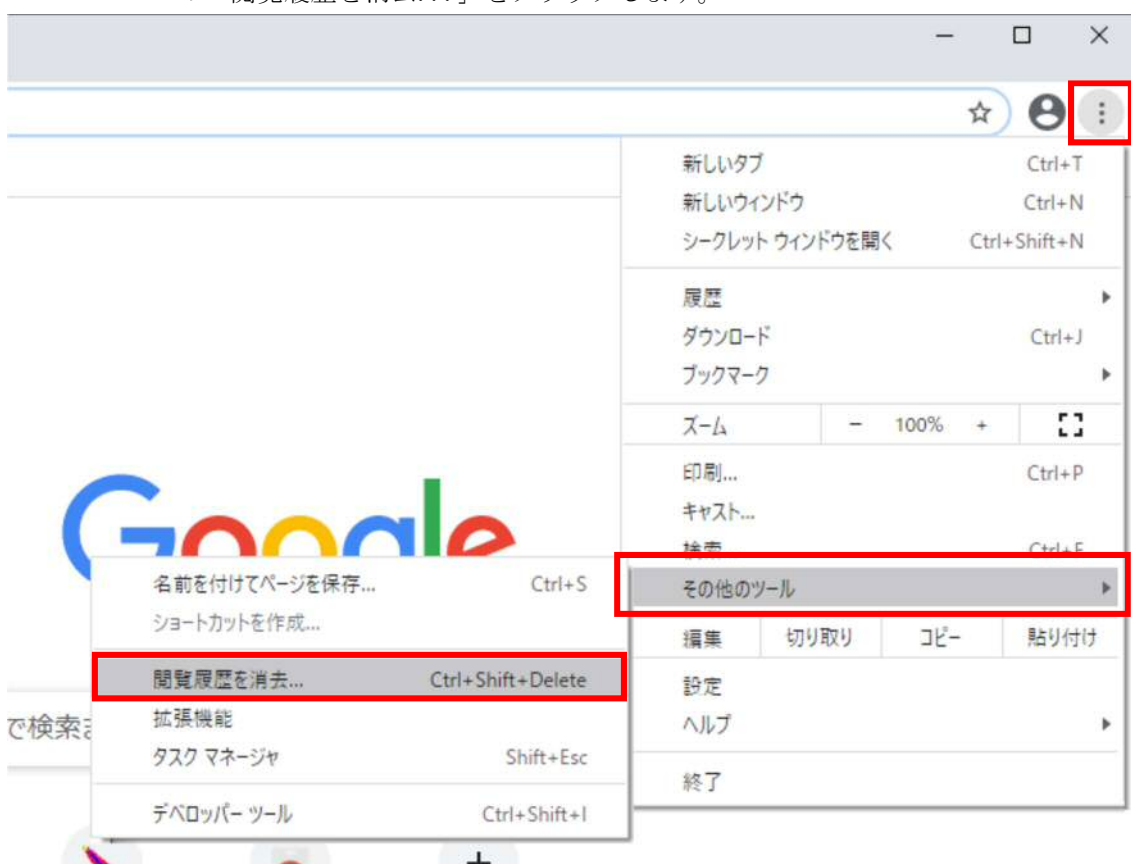 新しいタブ Ctrl+T
新しいウィンドウ Ctrl+N
シークレット ウィンドウを開く Ctrl+Shift+N
履歴
ダウンロード Ctrl+J
ブックマーク
ズーム − 100% +
印刷... Ctrl+P
キャスト...
検索... Ctrl+F
その他のツール
編集 切り取り コピー 貼り付け
設定
ヘルプ
終了
Google
名前を付けてページを保存... Ctrl+S
ショートカットを作成...
閲覧履歴を消去... Ctrl+Shift+Delete
拡張機能
タスク マネージャ Shift+Esc
デベロッパー ツール Ctrl+Shift+I
で検索